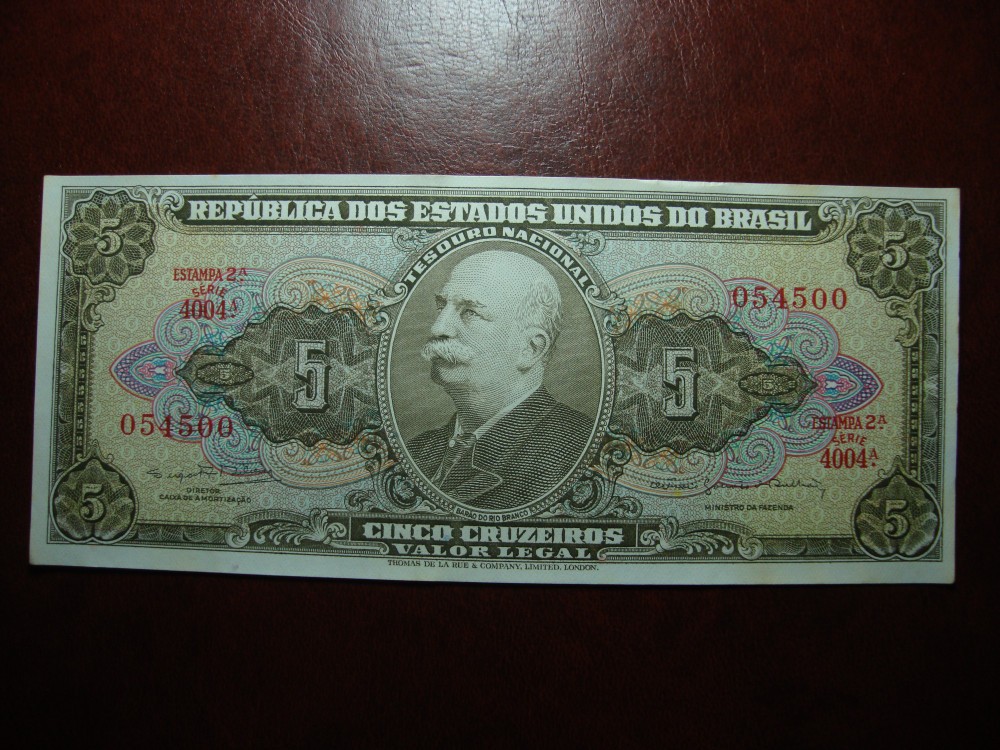 REPÚBLICA DOS ESTADOS UNIDOS DO BRASIL
5
5
TESOURO NACIONAL
ESTAMPA 2ª
SÉRIE
4004ª
054500
5
5
054500
ESTAMPA 2ª
SÉRIE
4004ª
DIRETOR
CAIXA DE AMORTIZAÇÃO
MINISTRO DA FAZENDA
BARÃO DO RIO BRANCO
5
5
CINCO CRUZEIROS
VALOR LEGAL
THOMAS DE LA RUE & COMPANY, LIMITED, LONDON.